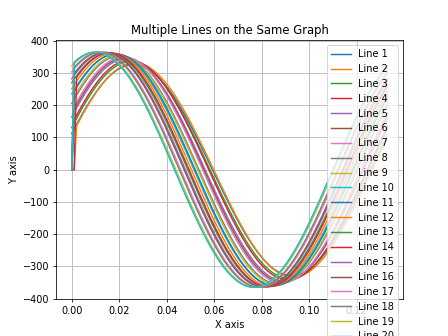 Multiple Lines on the Same Graph
400
300
200
100
0
−100
−200
−300
−400
Y axis
0.00
0.02
0.04
0.06
0.08
0.10
X axis
Line 1
Line 2
Line 3
Line 4
Line 5
Line 6
Line 7
Line 8
Line 9
Line 10
Line 11
Line 12
Line 13
Line 14
Line 15
Line 16
Line 17
Line 18
Line 19
Line 20